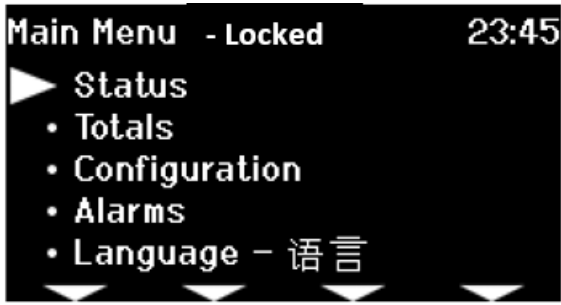 Main Menu - Locked 23:45
Status
• Totals
• Configuration
• Alarms
• Language - 语言